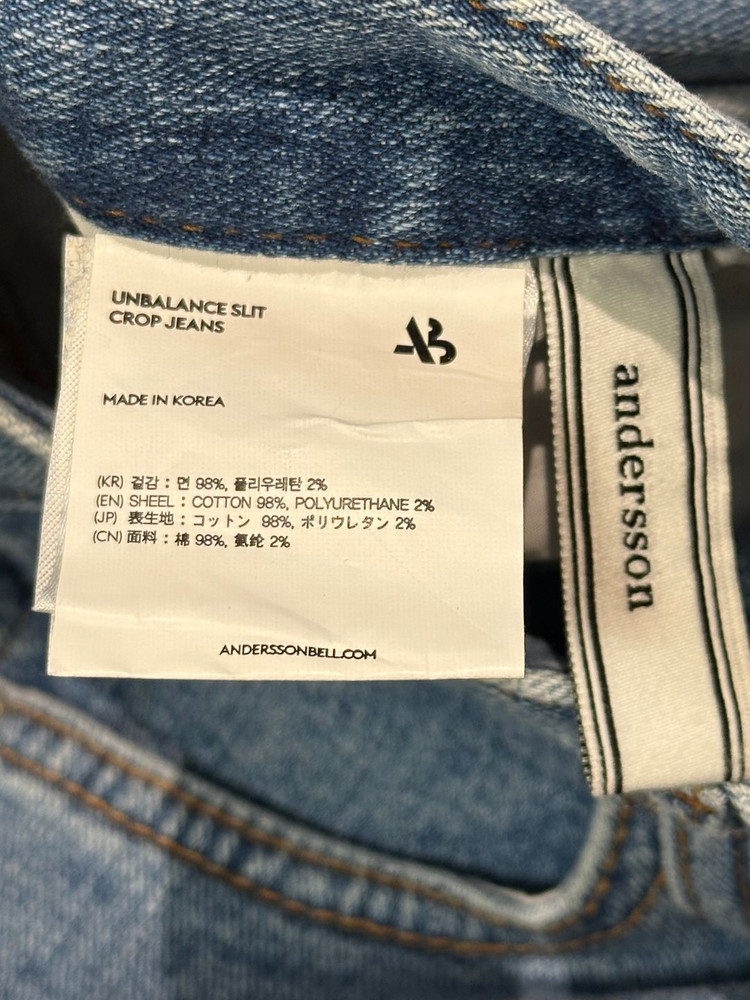 UNBALANCE SLIT
CROP JEANS
AB
MADE IN KOREA
(KR) 겉감 : 면 98%, 폴리우레탄 2%
(EN) SHEEL : COTTON 98%, POLYURETHANE 2%
(JP) 表生地 : コットン 98%, ポリウレタン 2%
(CN) 面料 : 棉 98%, 氨纶 2%
ANDERSSONBELL.COM
andersson